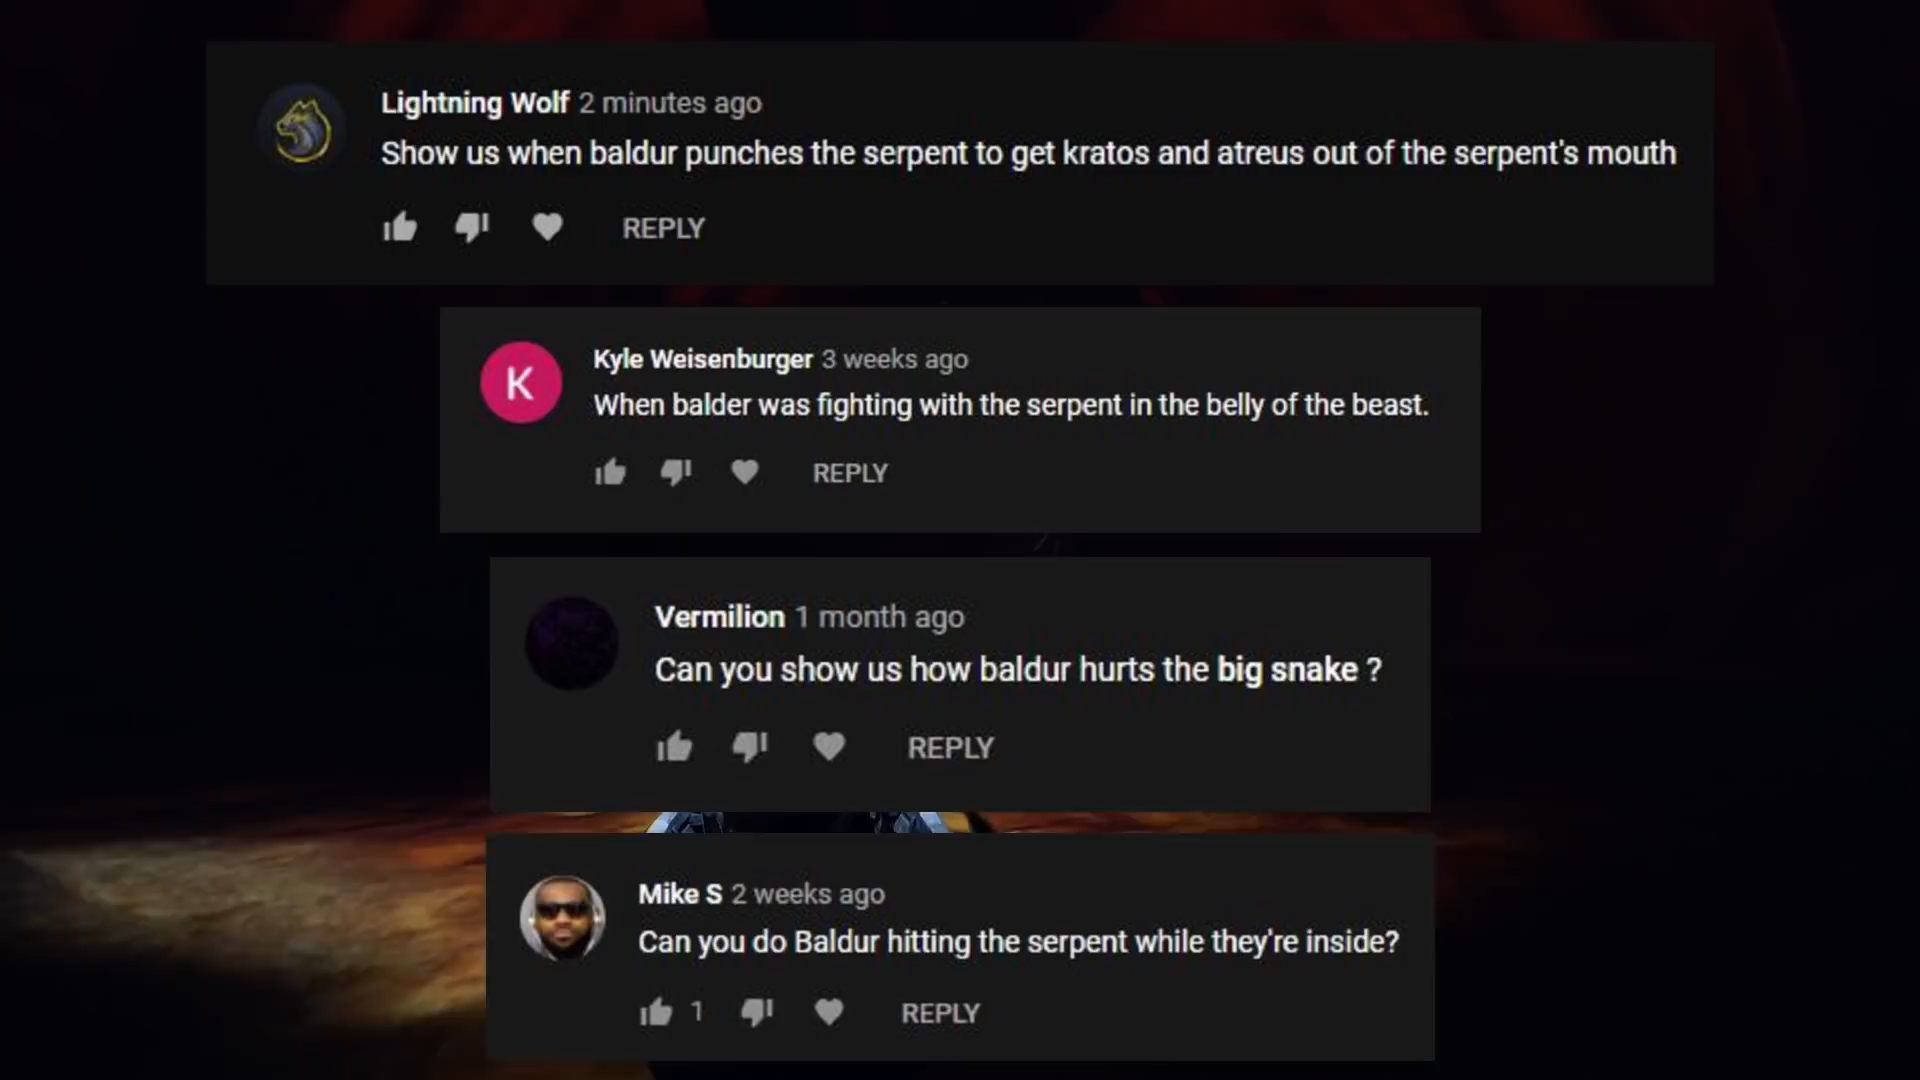 Lightning Wolf 2 minutes ago
Show us when baldur punches the serpent to get kratos and atreus out of the serpent's mouth
REPLY
K
Kyle Weisenburger 3 weeks ago
When balder was fighting with the serpent in the belly of the beast.
REPLY
Vermilion 1 month ago
Can you show us how baldur hurts the big snake ?
REPLY
Mike S 2 weeks ago
Can you do Baldur hitting the serpent while they're inside?
1 REPLY